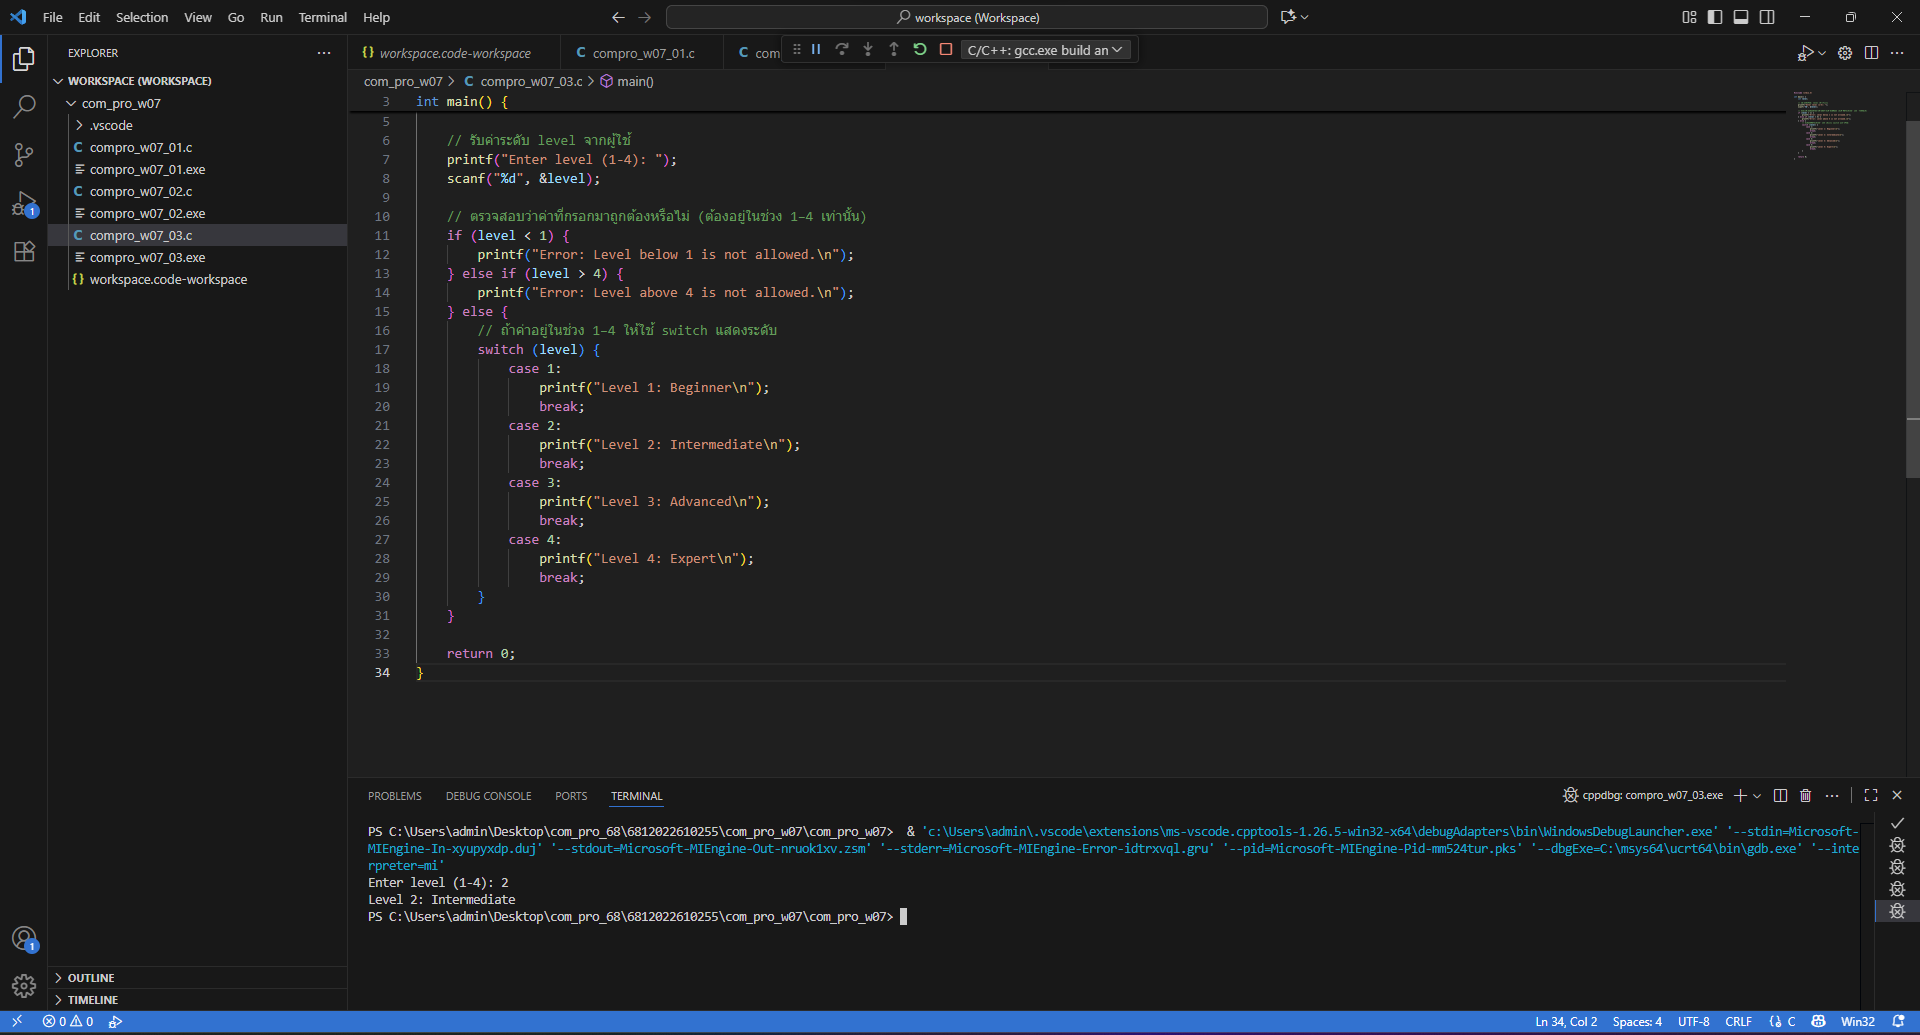 File Edit Selection View Go Run Terminal Help
workspace (Workspace)
EXPLORER
WORKSPACE (WORKSPACE)
com_pro_w07
.vscode
compro_w07_01.c
compro_w07_01.exe
compro_w07_02.c
compro_w07_02.exe
compro_w07_03.c
compro_w07_03.exe
workspace.code-workspace
OUTLINE
TIMELINE
workspace.code-workspace
compro_w07_01.c
com
C/C++: gcc.exe build an
com_pro_w07 > C compro_w07_03.c > main()
3 int main() {
5
6 // รับค่าระดับ level จากผู้ใช้
7 printf("Enter level (1-4): ");
8 scanf("%d", &level);
9
10 // ตรวจสอบว่าค่าที่กรอกมาถูกต้องหรือไม่ (ต้องอยู่ในช่วง 1-4 เท่านั้น)
11 if (level < 1) {
12 printf("Error: Level below 1 is not allowed.\n");
13 } else if (level > 4) {
14 printf("Error: Level above 4 is not allowed.\n");
15 } else {
16 // ถ้าค่าอยู่ในช่วง 1-4 ให้ใช้ switch แสดงระดับ
17 switch (level) {
18 case 1:
19 printf("Level 1: Beginner\n");
20 break;
21 case 2:
22 printf("Level 2: Intermediate\n");
23 break;
24 case 3:
25 printf("Level 3: Advanced\n");
26 break;
27 case 4:
28 printf("Level 4: Expert\n");
29 break;
30 }
31 }
32
33 return 0;
34 }
PROBLEMS DEBUG CONSOLE PORTS TERMINAL
cppdbg: compro_w07_03.exe
PS C:\Users\admin\Desktop\com_pro_68\6812022610255\com_pro_w07\com_pro_w07> & 'c:\Users\admin\.vscode\extensions\ms-vscode.cpptools-1.26.5-win32-x64\debugAdapters\bin\WindowsDebugLauncher.exe' '--stdin=Microsoft-
MIEngine-In-xyupyxdp.duj' '--stdout=Microsoft-MIEngine-Out-nruok1xv.zsm' '--stderr=Microsoft-MIEngine-Error-idtrxvql.gru' '--pid=Microsoft-MIEngine-Pid-mm524tur.pks' '--dbgExe=C:\msys64\ucrt64\bin\gdb.exe' '--inte
rpreter=mi'
Enter level (1-4): 2
Level 2: Intermediate
PS C:\Users\admin\Desktop\com_pro_68\6812022610255\com_pro_w07\com_pro_w07>
1
1
0 0
Ln 34, Col 2 Spaces: 4 UTF-8 CRLF {} C Win32